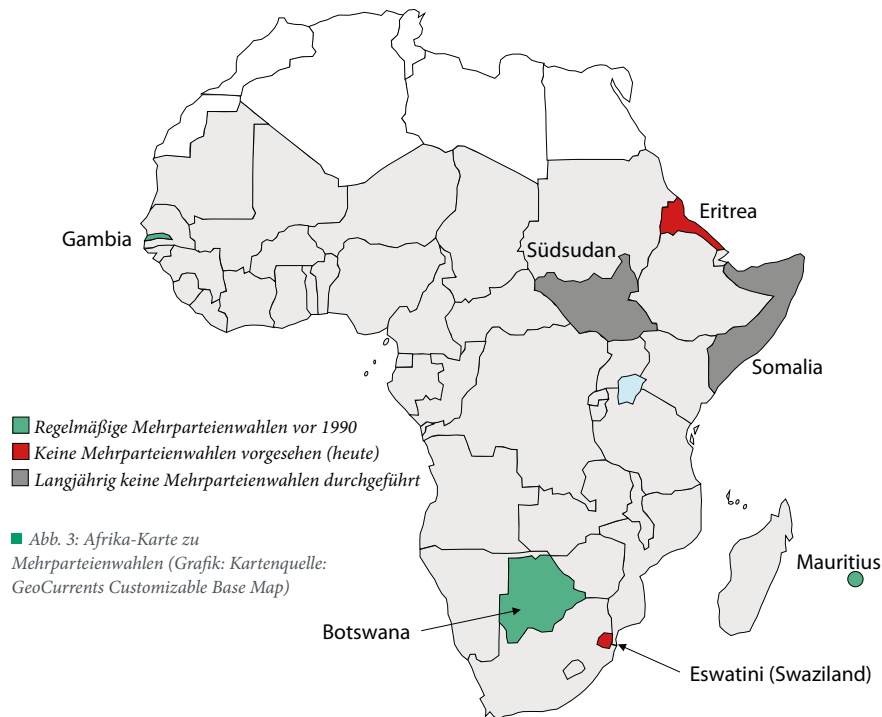 Eritrea
Gambia
Südsudan
Somalia
Regelmäßige Mehrparteienwahlen vor 1990
Keine Mehrparteienwahlen vorgesehen (heute)
Langjährig keine Mehrparteienwahlen durchgeführt
Abb. 3: Afrika-Karte zu
Mehrparteienwahlen (Grafik: Kartenquelle:
GeoCurrents Customizable Base Map)
Mauritius
Botswana
Eswatini (Swaziland)